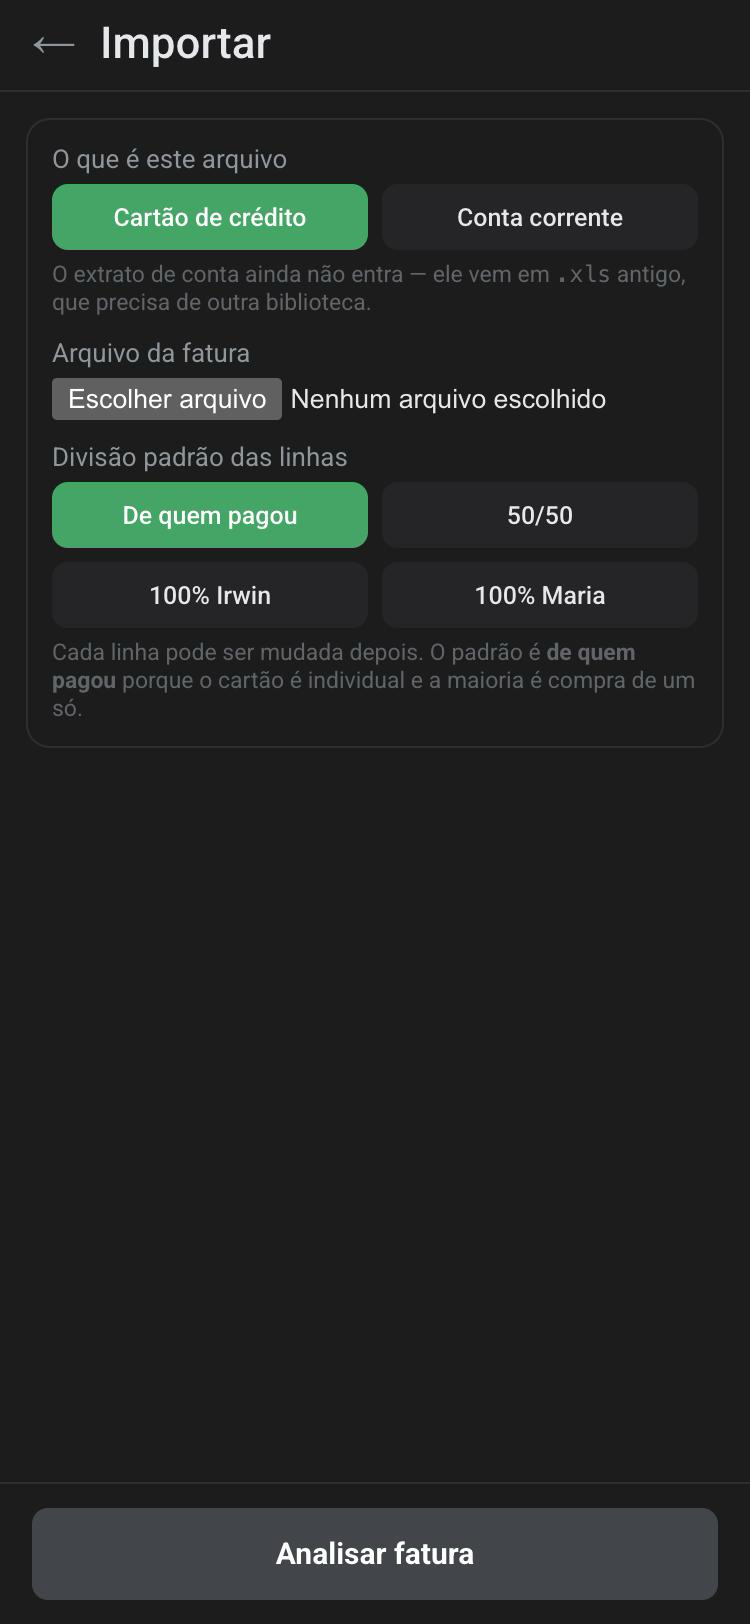 ← Importar
O que é este arquivo
Cartão de crédito
Conta corrente
O extrato de conta ainda não entra — ele vem em .xls antigo,
que precisa de outra biblioteca.
Arquivo da fatura
Escolher arquivo Nenhum arquivo escolhido
Divisão padrão das linhas
De quem pagou
50/50
100% Irwin
100% Maria
Cada linha pode ser mudada depois. O padrão é de quem
pagou porque o cartão é individual e a maioria é compra de um
só.
Analisar fatura